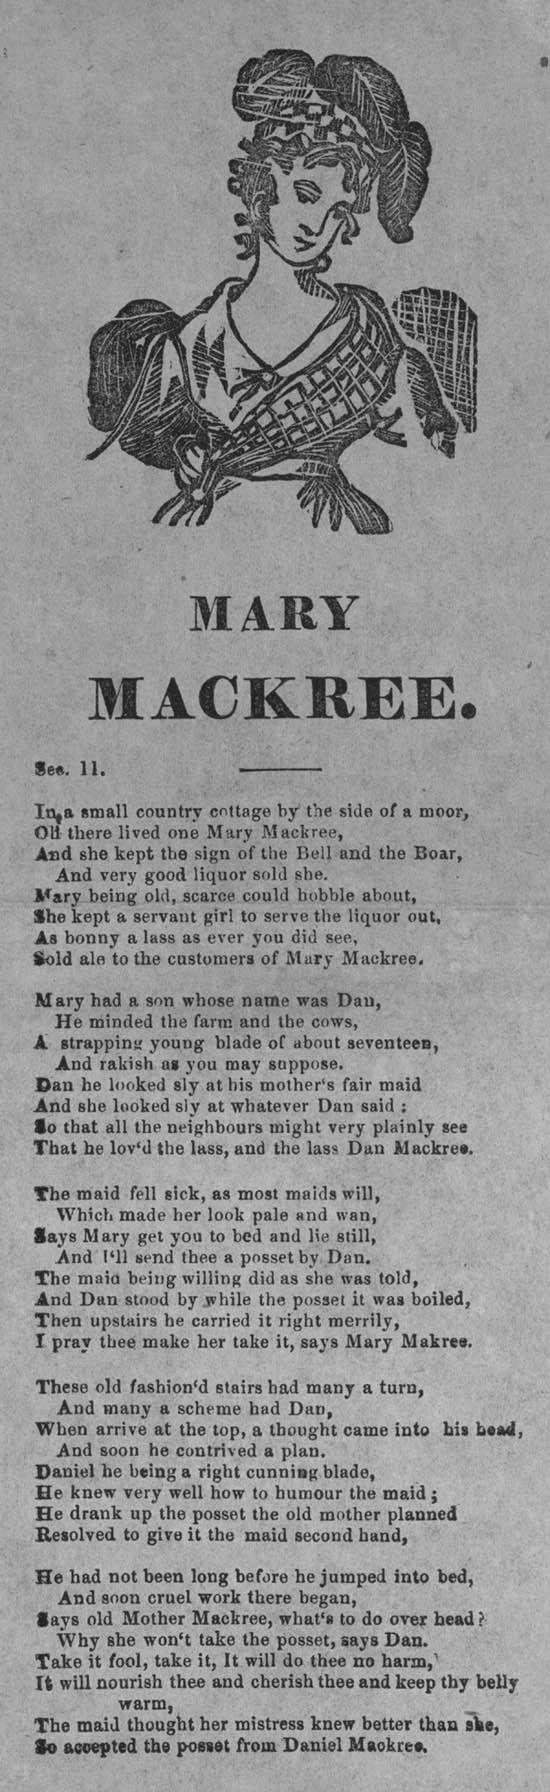 MARY
MACKREE.
See. 11.
In a small country cottage by the side of a moor,
Oh there lived one Mary Mackree,
And she kept the sign of the Bell and the Boar,
And very good liquor sold she.
Mary being old, scarce could hobble about,
She kept a servant girl to serve the liquor out,
As bonny a lass as ever you did see,
Sold ale to the customers of Mary Mackree.
Mary had a son whose name was Dan,
He minded the farm and the cows,
A strapping young blade of about seventeen,
And rakish as you may suppose.
Dan he looked sly at his mother's fair maid
And she looked sly at whatever Dan said :
So that all the neighbours might very plainly see
That he lov'd the lass, and the lass Dan Mackree.
The maid fell sick, as most maids will,
Which made her look pale and wan,
Says Mary get you to bed and lie still,
And I'll send thee a posset by Dan.
The maid being willing did as she was told,
And Dan stood by while the posset it was boiled,
Then upstairs he carried it right merrily,
I pray thee make her take it, says Mary Makree.
These old fashion'd stairs had many a turn,
And many a scheme had Dan,
When arrive at the top, a thought came into his head,
And soon he contrived a plan.
Daniel he being a right cunning blade,
He knew very well how to humour the maid ;
He drank up the posset the old mother planned
Resolved to give it the maid second hand,
He had not been long before he jumped into bed,
And soon cruel work there began,
Says old Mother Mackree, what's to do over head?
Why she won't take the posset, says Dan.
Take it fool, take it, It will do thee no harm,
It will nourish thee and cherish thee and keep thy belly
warm,
The maid thought her mistress knew better than she,
So accepted the posset from Daniel Mackree.